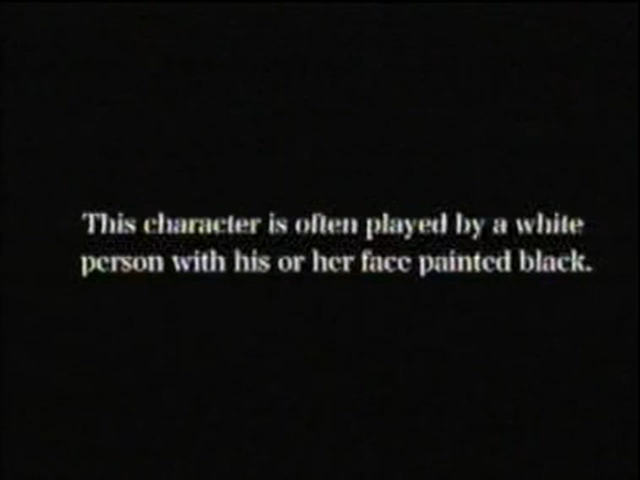 This character is often played by a white
person with his or her face painted black.